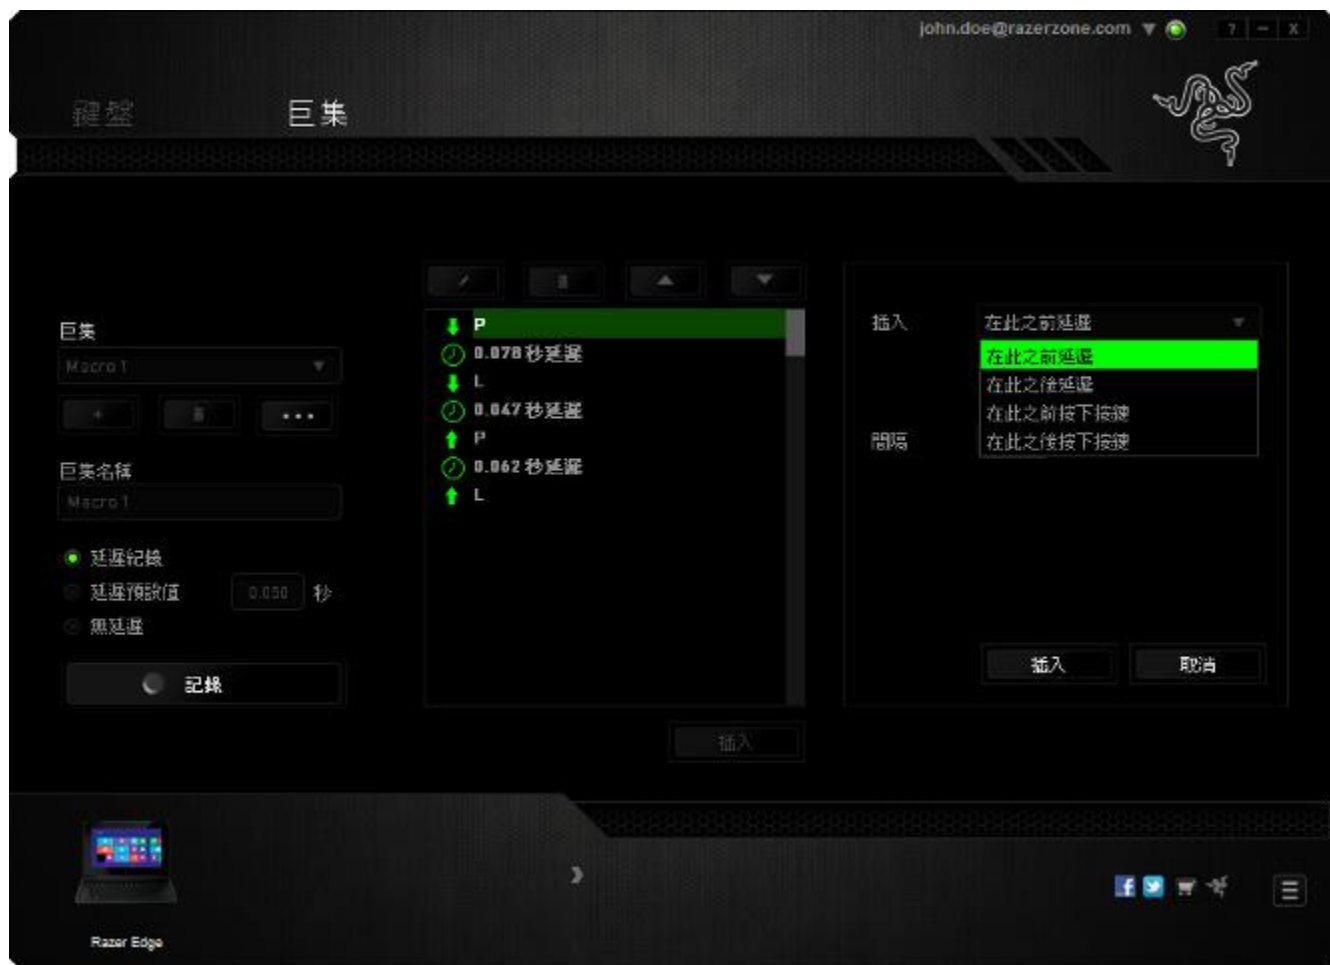 john.doe@razerzone.com
? - X
鍵盤 巨集
巨集
Macro 1
巨集名稱
Macro 1
延遲紀錄
延遲預設值 0.050 秒
無延遲
記錄
P
0.078 秒延遲
L
0.047 秒延遲
P
0.062 秒延遲
L
插入
插入 在此之前延遲
在此之前延遲
在此之後延遲
在此之前按下按鍵
在此之後按下按鍵
間隔
插入 取消
Razer Edge